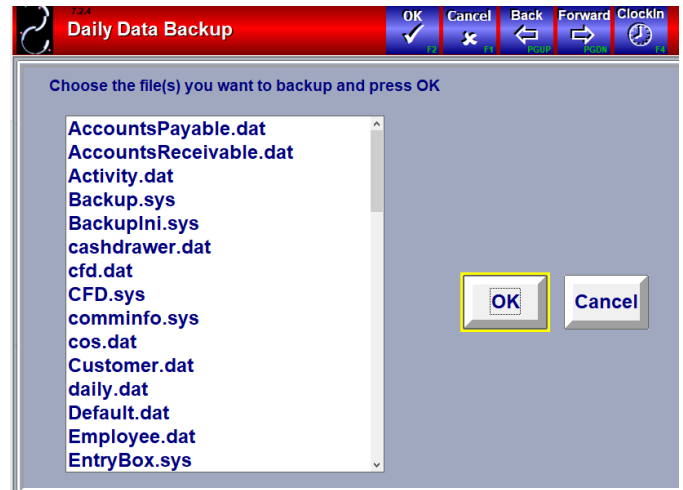 7.2.4
Daily Data Backup
OK
F2
Cancel
F1
Back
PGUP
Forward
PGDN
ClockIn
F4
Choose the file(s) you want to backup and press OK
AccountsPayable.dat
AccountsReceivable.dat
Activity.dat
Backup.sys
BackupIni.sys
cashdrawer.dat
cfd.dat
CFD.sys
comminfo.sys
cos.dat
Customer.dat
daily.dat
Default.dat
Employee.dat
EntryBox.sys
OK
Cancel